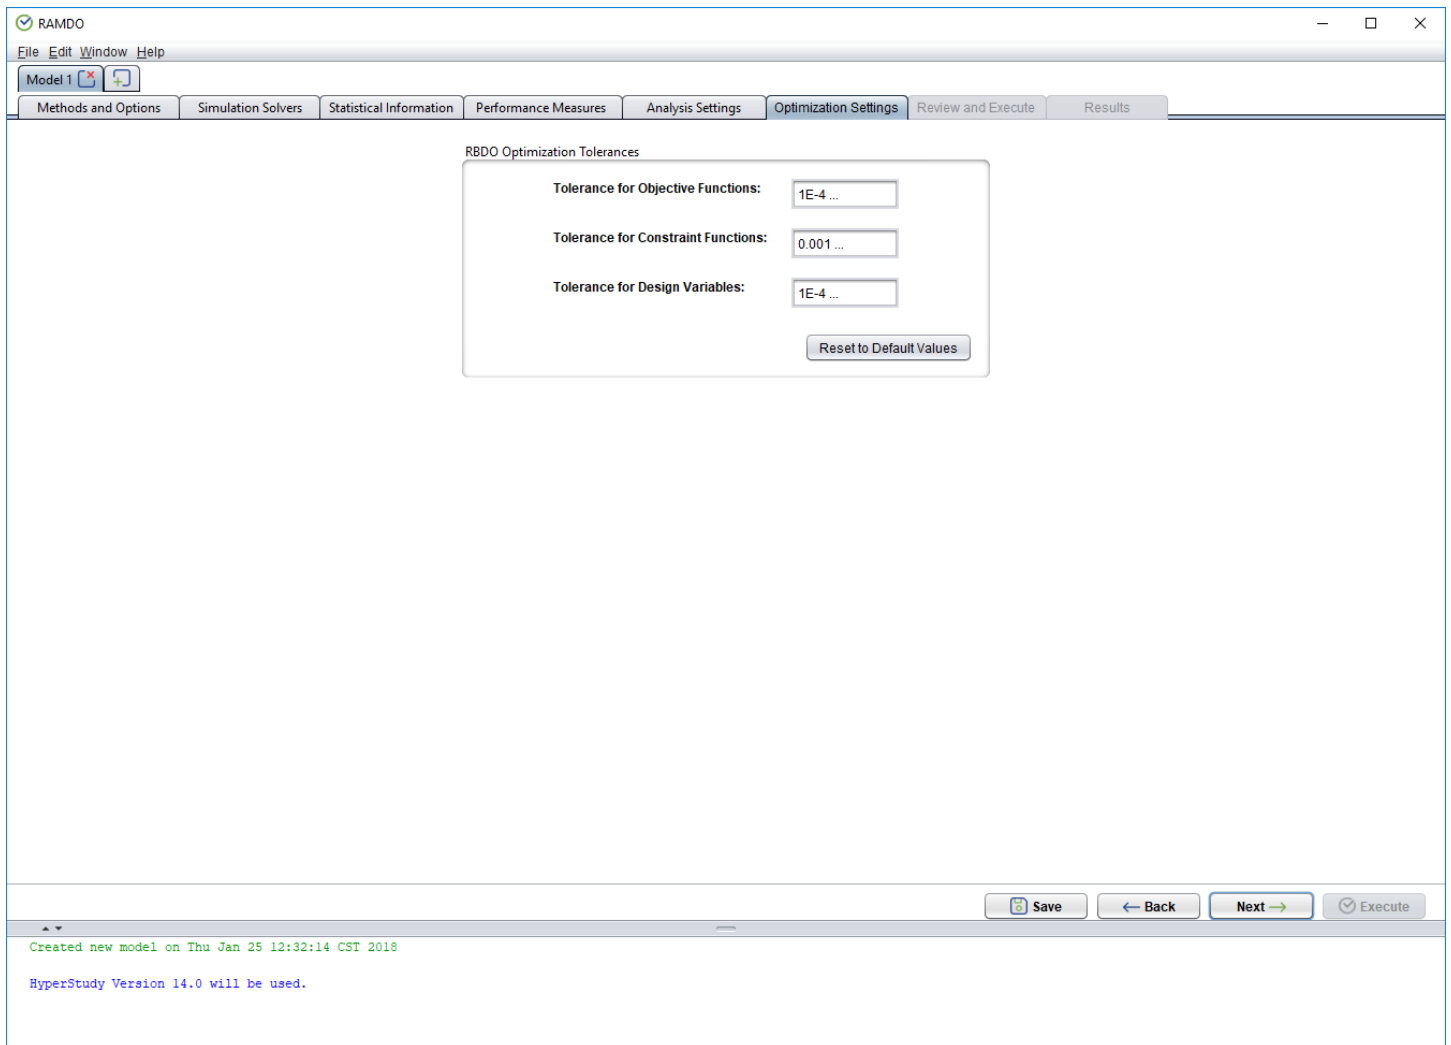 RAMDO
File Edit Window Help
Model 1
Methods and Options Simulation Solvers Statistical Information Performance Measures Analysis Settings Optimization Settings Review and Execute Results
RBDO Optimization Tolerances
Tolerance for Objective Functions: 1E-4 ...
Tolerance for Constraint Functions: 0.001 ...
Tolerance for Design Variables: 1E-4 ...
Reset to Default Values
Save Back Next Execute
Created new model on Thu Jan 25 12:32:14 CST 2018
HyperStudy Version 14.0 will be used.